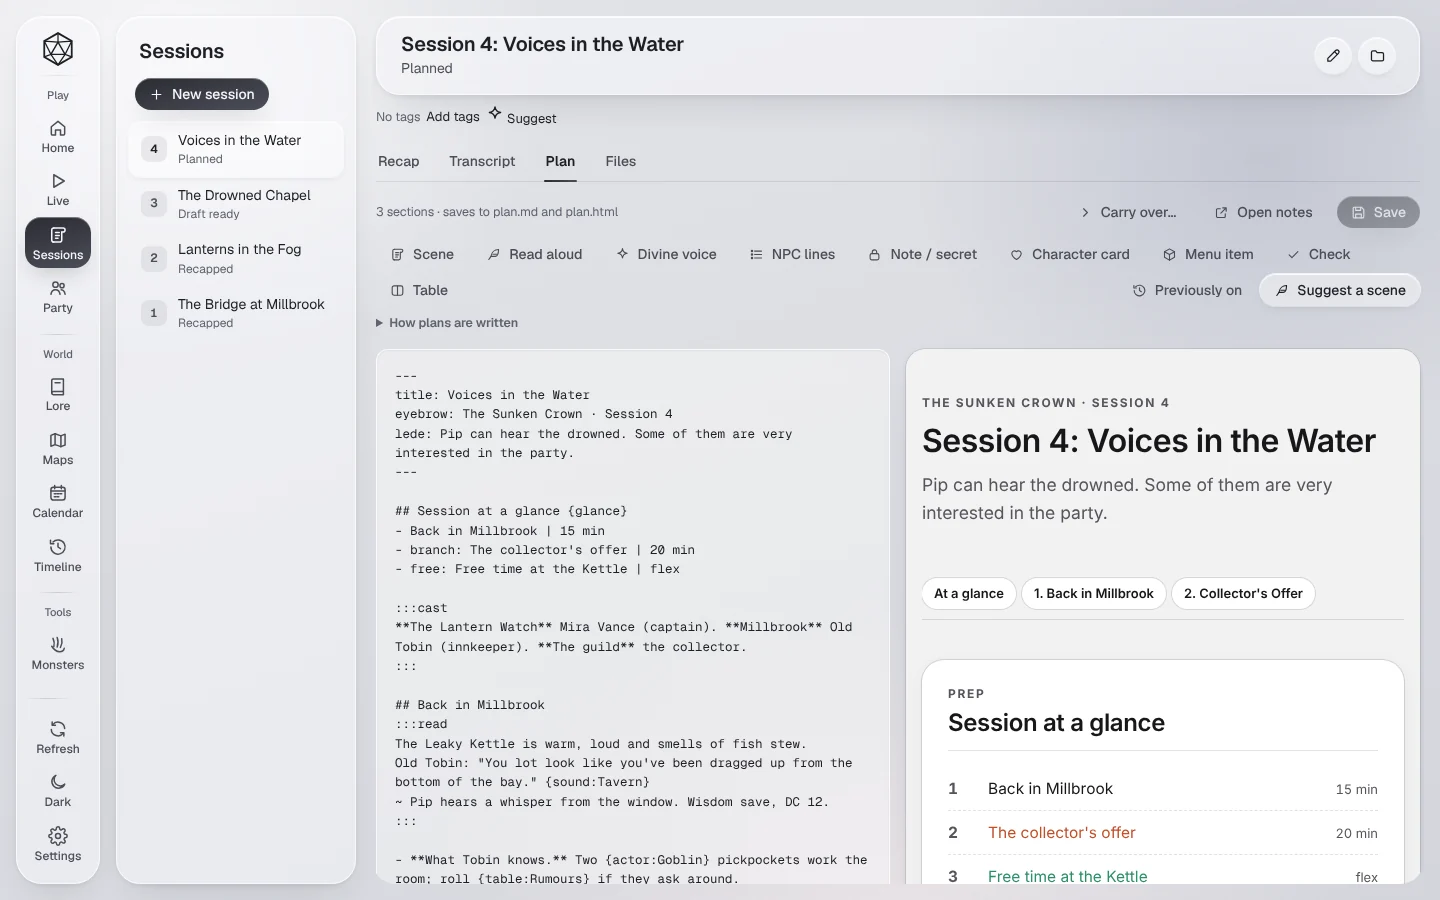 Play
Home
Live
Sessions
Party
World
Lore
Maps
Calendar
Timeline
Tools
Monsters
Refresh
Dark
Settings
Sessions
New session
4
Voices in the Water
Planned
3
The Drowned Chapel
Draft ready
2
Lanterns in the Fog
Recapped
1
The Bridge at Millbrook
Recapped
Session 4: Voices in the Water
Planned
No tags Add tags Suggest
Recap Transcript Plan Files
3 sections · saves to plan.md and plan.html
Carry over... Open notes Save
Scene Read aloud Divine voice NPC lines Note / secret Character card Menu item Check
Table Previously on Suggest a scene
How plans are written
---
title: Voices in the Water
eyebrow: The Sunken Crown · Session 4
lede: Pip can hear the drowned. Some of them are very
interested in the party.
---
## Session at a glance {glance}
- Back in Millbrook | 15 min
- branch: The collector's offer | 20 min
- free: Free time at the Kettle | flex
:::cast
**The Lantern Watch** Mira Vance (captain). **Millbrook** Old
Tobin (innkeeper). **The guild** the collector.
:::
## Back in Millbrook
:::read
The Leaky Kettle is warm, loud and smells of fish stew.
Old Tobin: "You lot look like you've been dragged up from the
bottom of the bay." {sound:Tavern}
~ Pip hears a whisper from the window. Wisdom save, DC 12.
:::
- **What Tobin knows.** Two {actor:Goblin} pickpockets work the
room; roll {table:Rumours} if they ask around.
THE SUNKEN CROWN · SESSION 4
Session 4: Voices in the Water
Pip can hear the drowned. Some of them are very
interested in the party.
At a glance 1. Back in Millbrook 2. Collector's Offer
PREP
Session at a glance
1 Back in Millbrook 15 min
2 The collector's offer 20 min
3 Free time at the Kettle flex